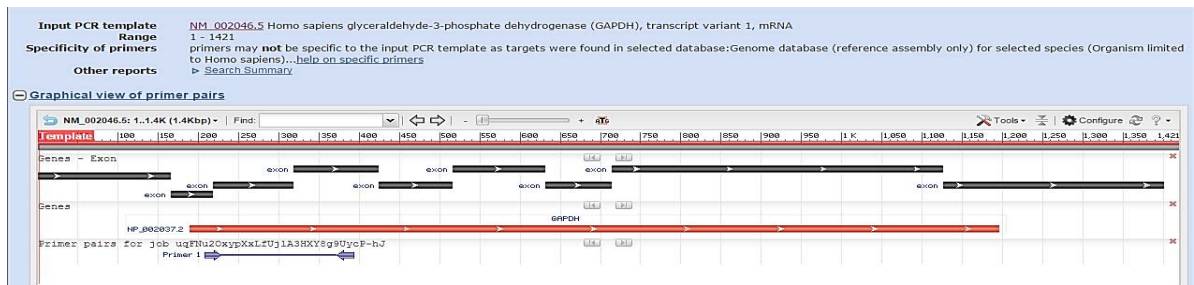 Input PCR template NM_002046.5 Homo sapiens glyceraldehyde-3-phosphate dehydrogenase (GAPDH), transcript variant 1, mRNA
Range 1 - 1421
Specificity of primers primers may not be specific to the input PCR template as targets were found in selected database:Genome database (reference assembly only) for selected species (Organism limited
to Homo sapiens)...help on specific primers
Other reports Search Summary
Graphical view of primer pairs
NM_002046.5: 1..1.4K (1.4Kbp) Find: Tools Configure ?
Template 100 150 200 250 300 350 400 450 500 550 600 650 700 750 800 850 900 950 1 K 1,050 1,100 1,150 1,200 1,250 1,300 1,350 1,421
Genes - Exon
exon exon exon
exon exon exon exon
exon
Genes
GAPDH
NP_002037.2
Primer pairs for job uqFNu2OxypXxLfUj1A3HXY8g9UycP-hJ
Primer 1